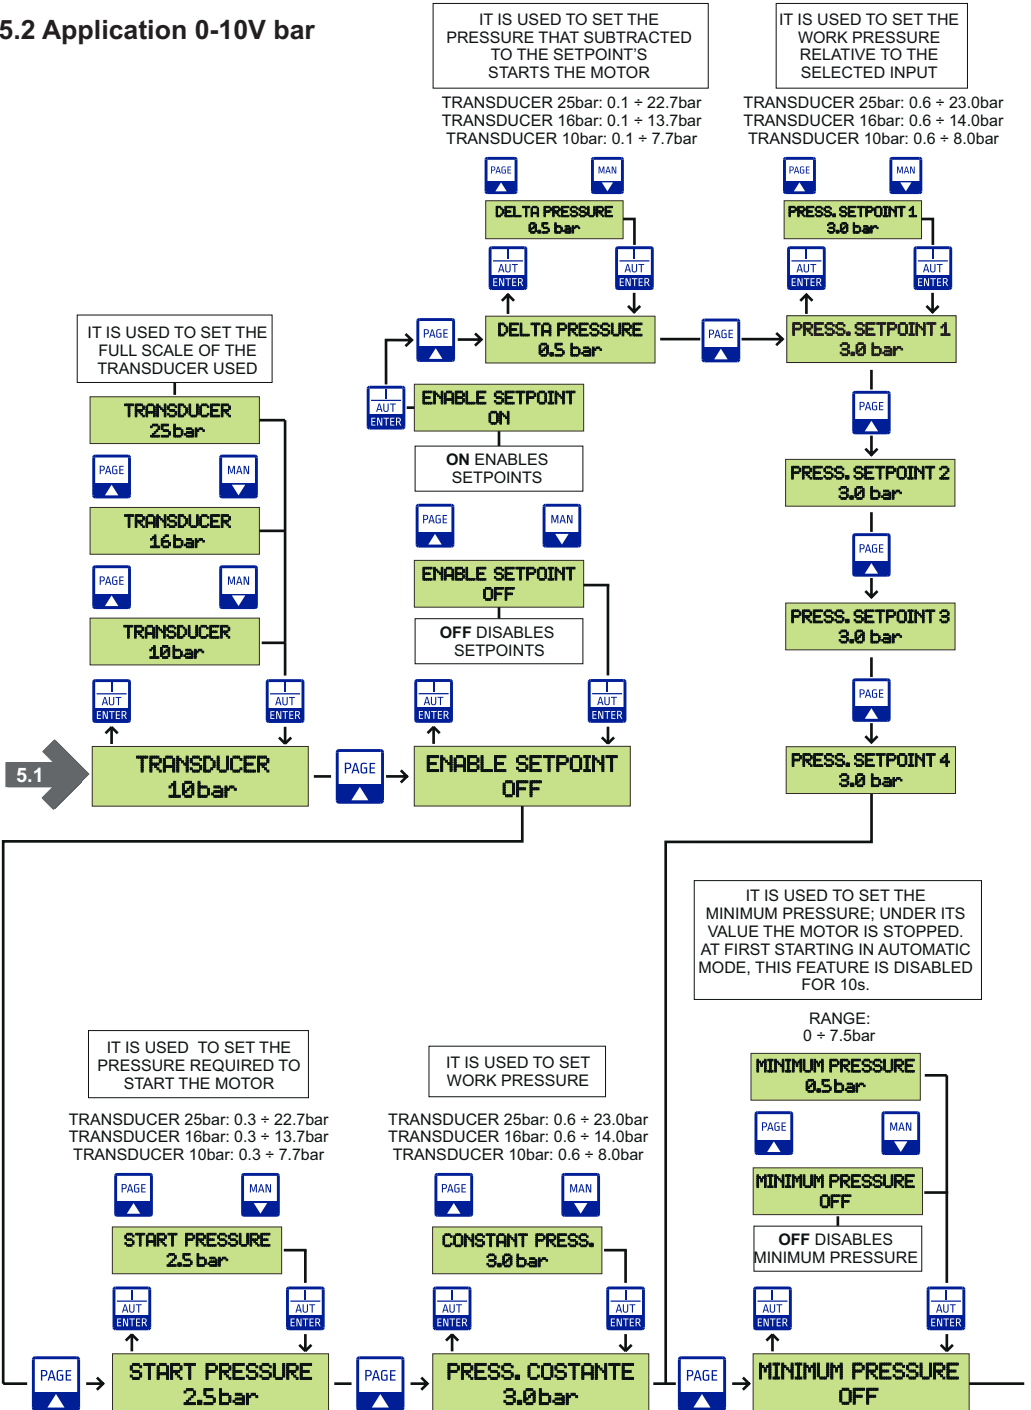 5.2 Application 0-10V bar
IT IS USED TO SET THE
PRESSURE THAT SUBTRACTED
TO THE SETPOINT'S
STARTS THE MOTOR
TRANSDUCER 25bar: 0.1 ÷ 22.7bar
TRANSDUCER 16bar: 0.1 ÷ 13.7bar
TRANSDUCER 10bar: 0.1 ÷ 7.7bar
PAGE
MAN
DELTA PRESSURE
0.5 bar
AUT
ENTER
AUT
ENTER
IT IS USED TO SET THE
WORK PRESSURE
RELATIVE TO THE
SELECTED INPUT
TRANSDUCER 25bar: 0.6 ÷ 23.0bar
TRANSDUCER 16bar: 0.6 ÷ 14.0bar
TRANSDUCER 10bar: 0.6 ÷ 8.0bar
PAGE
MAN
PRESS. SETPOINT 1
3.0 bar
AUT
ENTER
AUT
ENTER
PAGE
DELTA PRESSURE
0.5 bar
PAGE
PRESS. SETPOINT 1
3.0 bar
IT IS USED TO SET THE
FULL SCALE OF THE
TRANSDUCER USED
TRANSDUCER
25bar
PAGE
MAN
TRANSDUCER
16bar
PAGE
MAN
TRANSDUCER
10bar
AUT
ENTER
AUT
ENTER
AUT
ENTER
ENABLE SETPOINT
ON
ON ENABLES
SETPOINTS
PAGE
MAN
ENABLE SETPOINT
OFF
OFF DISABLES
SETPOINTS
AUT
ENTER
AUT
ENTER
PAGE
PRESS. SETPOINT 2
3.0 bar
PAGE
PRESS. SETPOINT 3
3.0 bar
PAGE
PRESS. SETPOINT 4
3.0 bar
5.1
TRANSDUCER
10bar
PAGE
ENABLE SETPOINT
OFF
IT IS USED TO SET THE
PRESSURE REQUIRED TO
START THE MOTOR
TRANSDUCER 25bar: 0.3 ÷ 22.7bar
TRANSDUCER 16bar: 0.3 ÷ 13.7bar
TRANSDUCER 10bar: 0.3 ÷ 7.7bar
PAGE
MAN
START PRESSURE
2.5 bar
AUT
ENTER
AUT
ENTER
IT IS USED TO SET
WORK PRESSURE
TRANSDUCER 25bar: 0.6 ÷ 23.0bar
TRANSDUCER 16bar: 0.6 ÷ 14.0bar
TRANSDUCER 10bar: 0.6 ÷ 8.0bar
PAGE
MAN
CONSTANT PRESS.
3.0 bar
AUT
ENTER
AUT
ENTER
IT IS USED TO SET THE
MINIMUM PRESSURE; UNDER ITS
VALUE THE MOTOR IS STOPPED.
AT FIRST STARTING IN AUTOMATIC
MODE, THIS FEATURE IS DISABLED
FOR 10s.
RANGE:
0 ÷ 7.5bar
MINIMUM PRESSURE
0.5bar
PAGE
MAN
MINIMUM PRESSURE
OFF
OFF DISABLES
MINIMUM PRESSURE
AUT
ENTER
AUT
ENTER
PAGE
START PRESSURE
2.5bar
PAGE
PRESS. COSTANTE
3.0bar
PAGE
MINIMUM PRESSURE
OFF